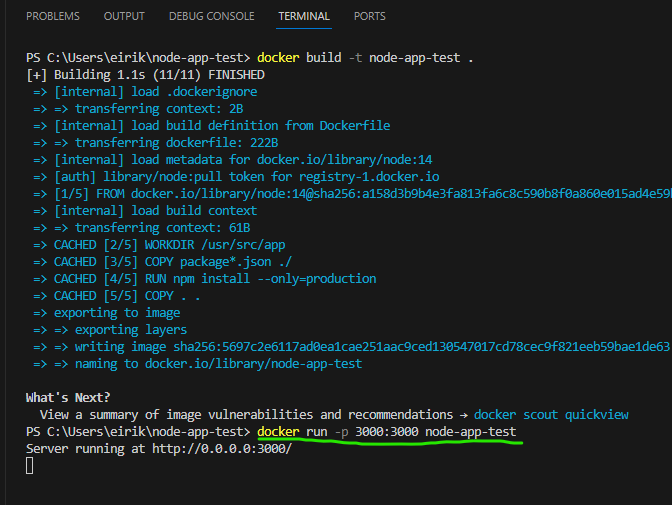 PROBLEMS OUTPUT DEBUG CONSOLE TERMINAL PORTS
PS C:\Users\eirik\node-app-test> docker build -t node-app-test .
[+] Building 1.1s (11/11) FINISHED
=> [internal] load .dockerignore
=> => transferring context: 2B
=> [internal] load build definition from Dockerfile
=> => transferring dockerfile: 222B
=> [internal] load metadata for docker.io/library/node:14
=> [auth] library/node:pull token for registry-1.docker.io
=> [1/5] FROM docker.io/library/node:14@sha256:a158d3b9b4e3fa813fa6c8c590b8f0a860e015ad4e59b
=> [internal] load build context
=> => transferring context: 61B
=> CACHED [2/5] WORKDIR /usr/src/app
=> CACHED [3/5] COPY package*.json ./
=> CACHED [4/5] RUN npm install --only=production
=> CACHED [5/5] COPY . .
=> exporting to image
=> => exporting layers
=> => writing image sha256:5697c2e6117ad0ea1cae251aac9ced130547017cd78cec9f821eeb59bae1de63
=> => naming to docker.io/library/node-app-test
What's Next?
View a summary of image vulnerabilities and recommendations → docker scout quickview
PS C:\Users\eirik\node-app-test> docker run -p 3000:3000 node-app-test
Server running at http://0.0.0.0:3000/